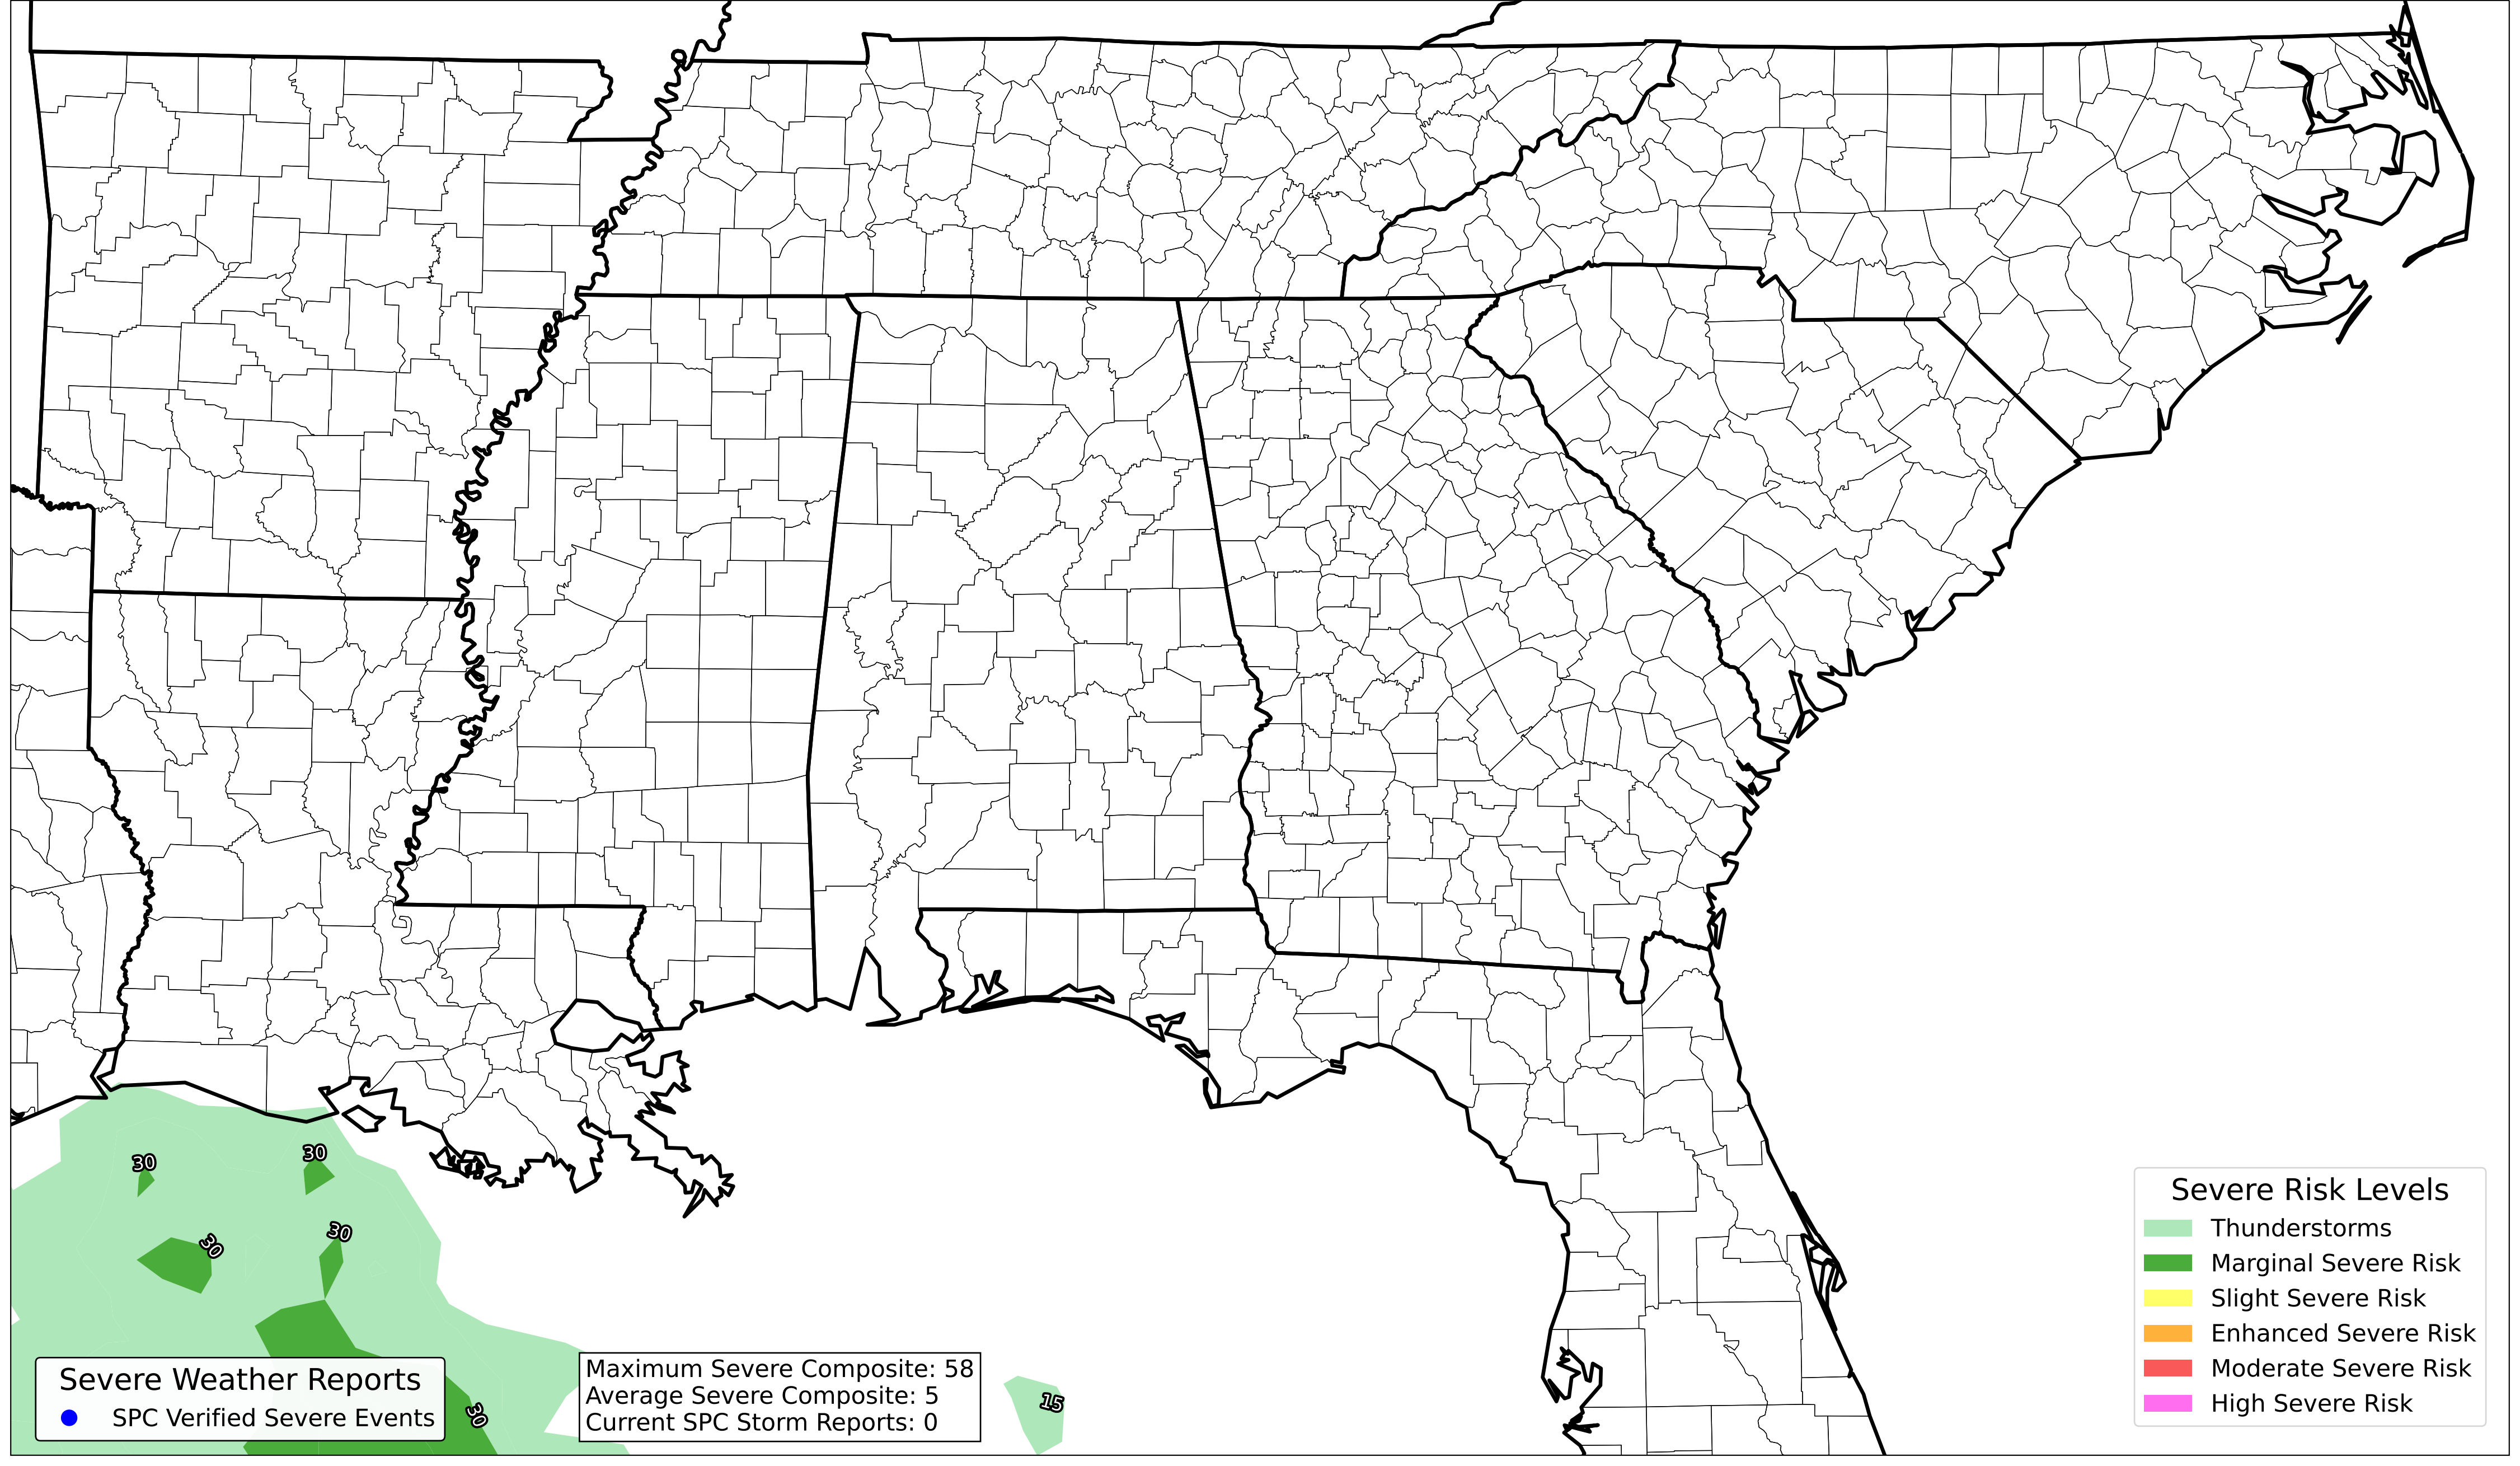 30
30
30
30
30
15
Severe Weather Reports
SPC Verified Severe Events
Maximum Severe Composite: 58
Average Severe Composite: 5
Current SPC Storm Reports: 0
Severe Risk Levels
Thunderstorms
Marginal Severe Risk
Slight Severe Risk
Enhanced Severe Risk
Moderate Severe Risk
High Severe Risk